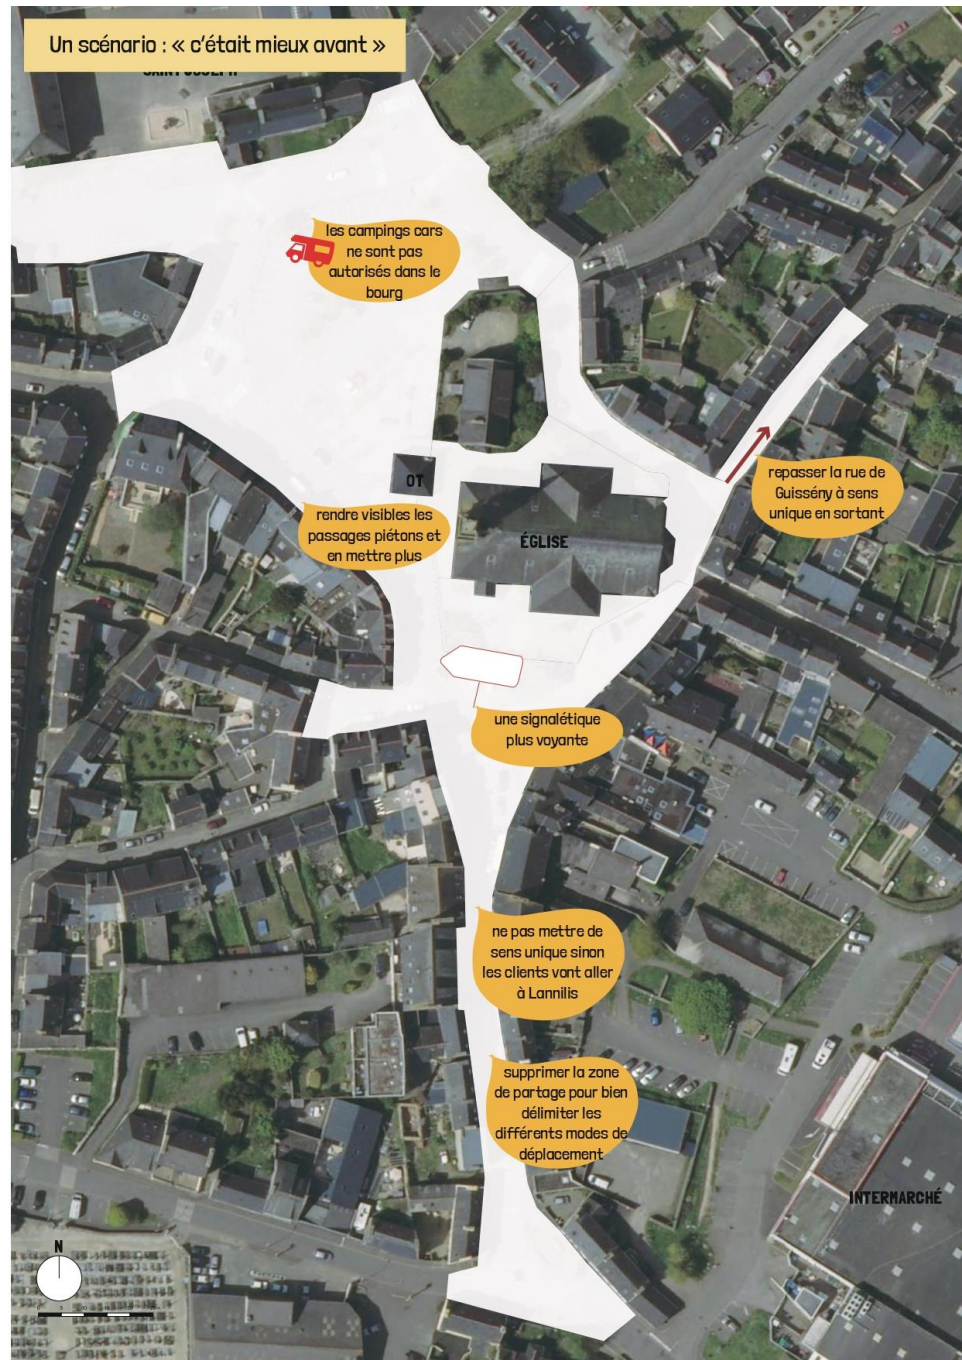 Un scénario : « c'était mieux avant »
SAINT JOSEPH
les campings cars
ne sont pas
autorisés dans le
bourg
OT
repasser la rue de
Guissény à sens
unique en sortant
rendre visibles les
passages piétons et
en mettre plus
ÉGLISE
une signalétique
plus voyante
ne pas mettre de
sens unique sinon
les clients vont aller
à Lannilis
supprimer la zone
de partage pour bien
délimiter les
différents modes de
déplacement
INTERMARCHÉ
N